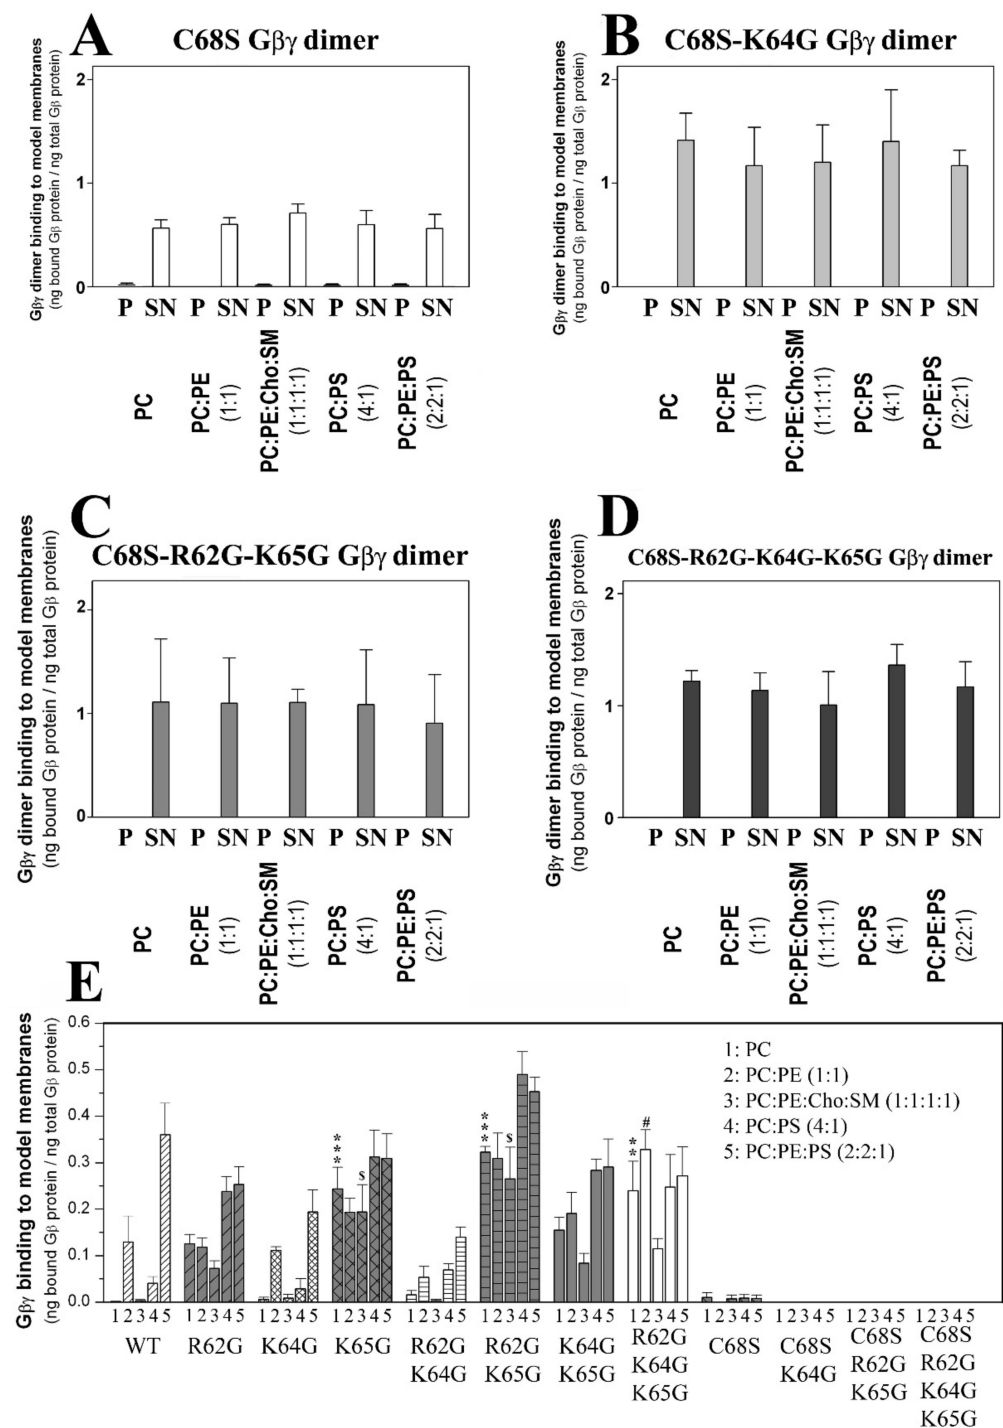 A
C68S Gβγ dimer
Gβγ dimer binding to model membranes
(ng bound Gβ protein / ng total Gβ protein)
2
1
0
P SN P SN P SN P SN P SN
PC
PC:PE
(1:1)
PC:PE:Cho:SM
(1:1:1:1)
PC:PS
(4:1)
PC:PE:PS
(2:2:1)
B
C68S-K64G Gβγ dimer
Gβγ dimer binding to model membranes
(ng bound Gβ protein / ng total Gβ protein)
2
1
0
P SN P SN P SN P SN P SN
PC
PC:PE
(1:1)
PC:PE:Cho:SM
(1:1:1:1)
PC:PS
(4:1)
PC:PE:PS
(2:2:1)
C
C68S-R62G-K65G Gβγ dimer
Gβγ dimer binding to model membranes
(ng bound Gβ protein / ng total Gβ protein)
2
1
0
P SN P SN P SN P SN P SN
PC
PC:PE
(1:1)
PC:PE:Cho:SM
(1:1:1:1)
PC:PS
(4:1)
PC:PE:PS
(2:2:1)
D
C68S-R62G-K64G-K65G Gβγ dimer
Gβγ dimer binding to model membranes
(ng bound Gβ protein / ng total Gβ protein)
2
1
0
P SN P SN P SN P SN P SN
PC
PC:PE
(1:1)
PC:PE:Cho:SM
(1:1:1:1)
PC:PS
(4:1)
PC:PE:PS
(2:2:1)
E
Gβγ binding to model membranes
(ng bound Gβ protein / ng total Gβ protein)
0.6
0.5
0.4
0.3
0.2
0.1
0.0
***
$
***
$
**
#
1: PC
2: PC:PE (1:1)
3: PC:PE:Cho:SM (1:1:1:1)
4: PC:PS (4:1)
5: PC:PE:PS (2:2:1)
12345 12345 12345 12345 12345 12345 12345 12345 12345 12345 12345 12345
WT
R62G
K64G
K65G
R62G
K64G
R62G
K65G
K64G
K65G
R62G
K64G
K65G
C68S
C68S
K64G
C68S
R62G
K65G
C68S
R62G
K64G
K65G